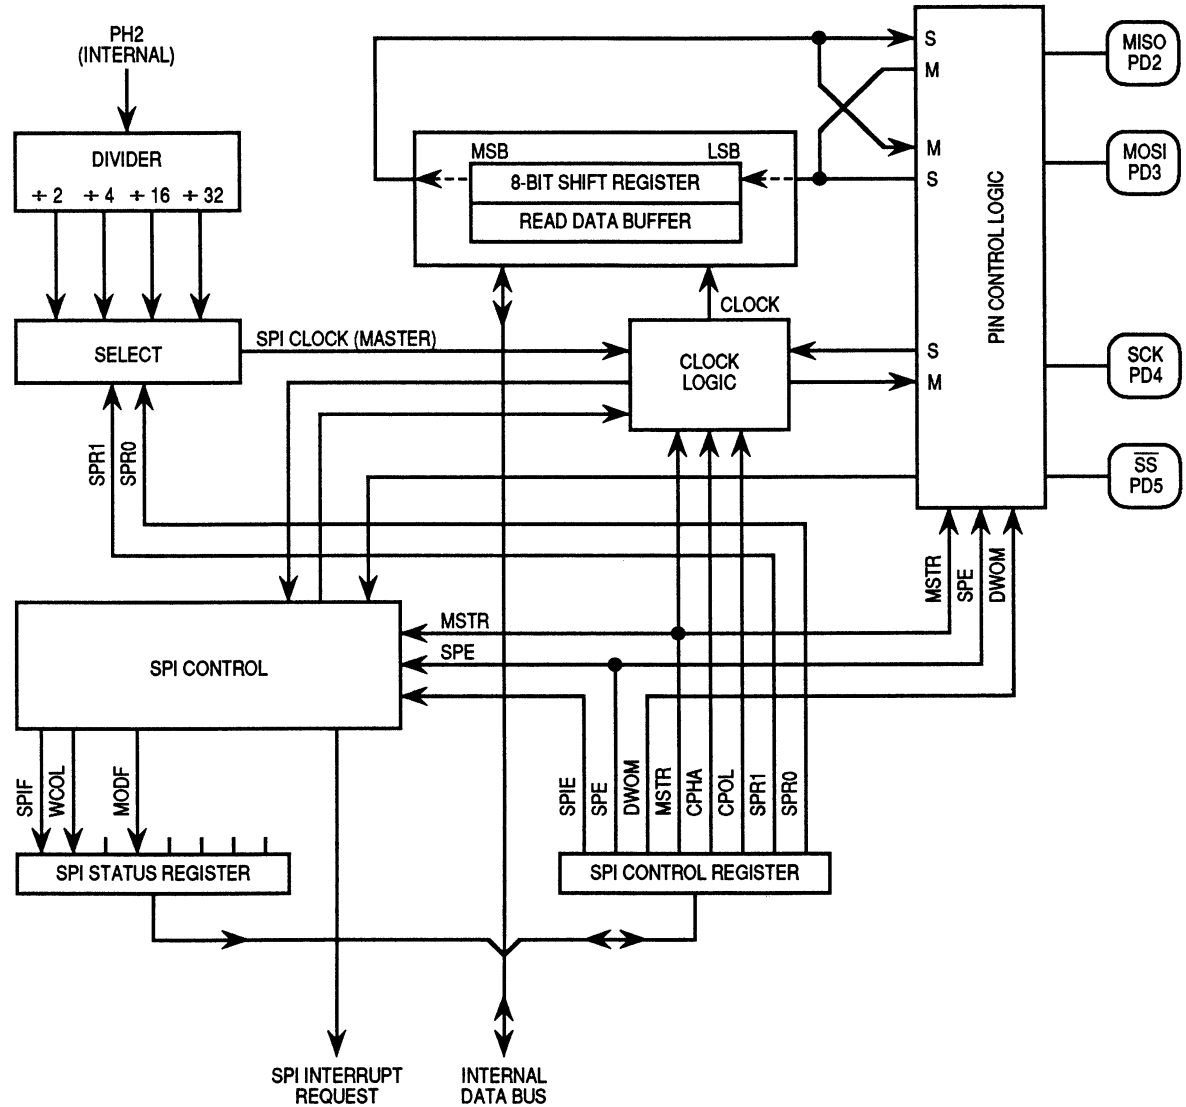 PH2
(INTERNAL)
DIVIDER
÷ 2 ÷ 4 ÷ 16 ÷ 32
SELECT
SPI CLOCK (MASTER)
SPR1
SPR0
MSB
LSB
8-BIT SHIFT REGISTER
READ DATA BUFFER
CLOCK
CLOCK
LOGIC
S
M
M
S
S
M
PIN CONTROL LOGIC
MISO
PD2
MOSI
PD3
SCK
PD4
SS
PD5
MSTR
SPE
DWOM
MSTR
SPE
SPI CONTROL
SPIF
WCOL
MODF
SPI STATUS REGISTER
SPIE
SPE
DWOM
MSTR
CPHA
CPOL
SPR1
SPR0
SPI CONTROL REGISTER
SPI INTERRUPT
REQUEST
INTERNAL
DATA BUS